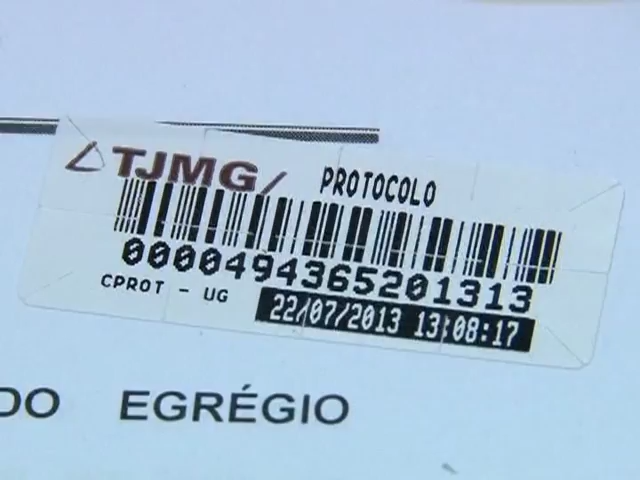 TJMG PROTOCOLO
0000494365201313
CPROT - UG 22/07/2013 13:08:17
DO EGRÉGIO